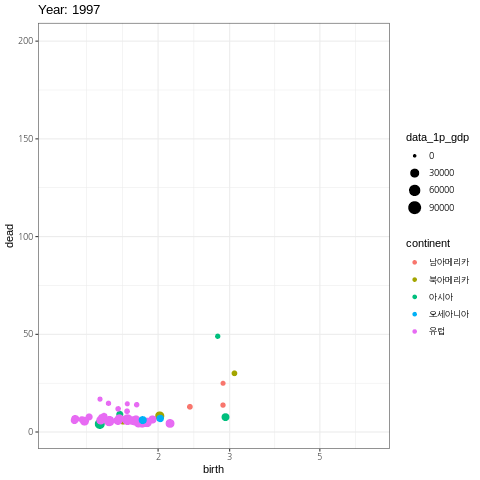 Year: 1997
200
150
100
50
0
dead
2
3
5
birth
data_1p_gdp
0
30000
60000
90000
continent
남아메리카
북아메리카
아시아
오세아니아
유럽